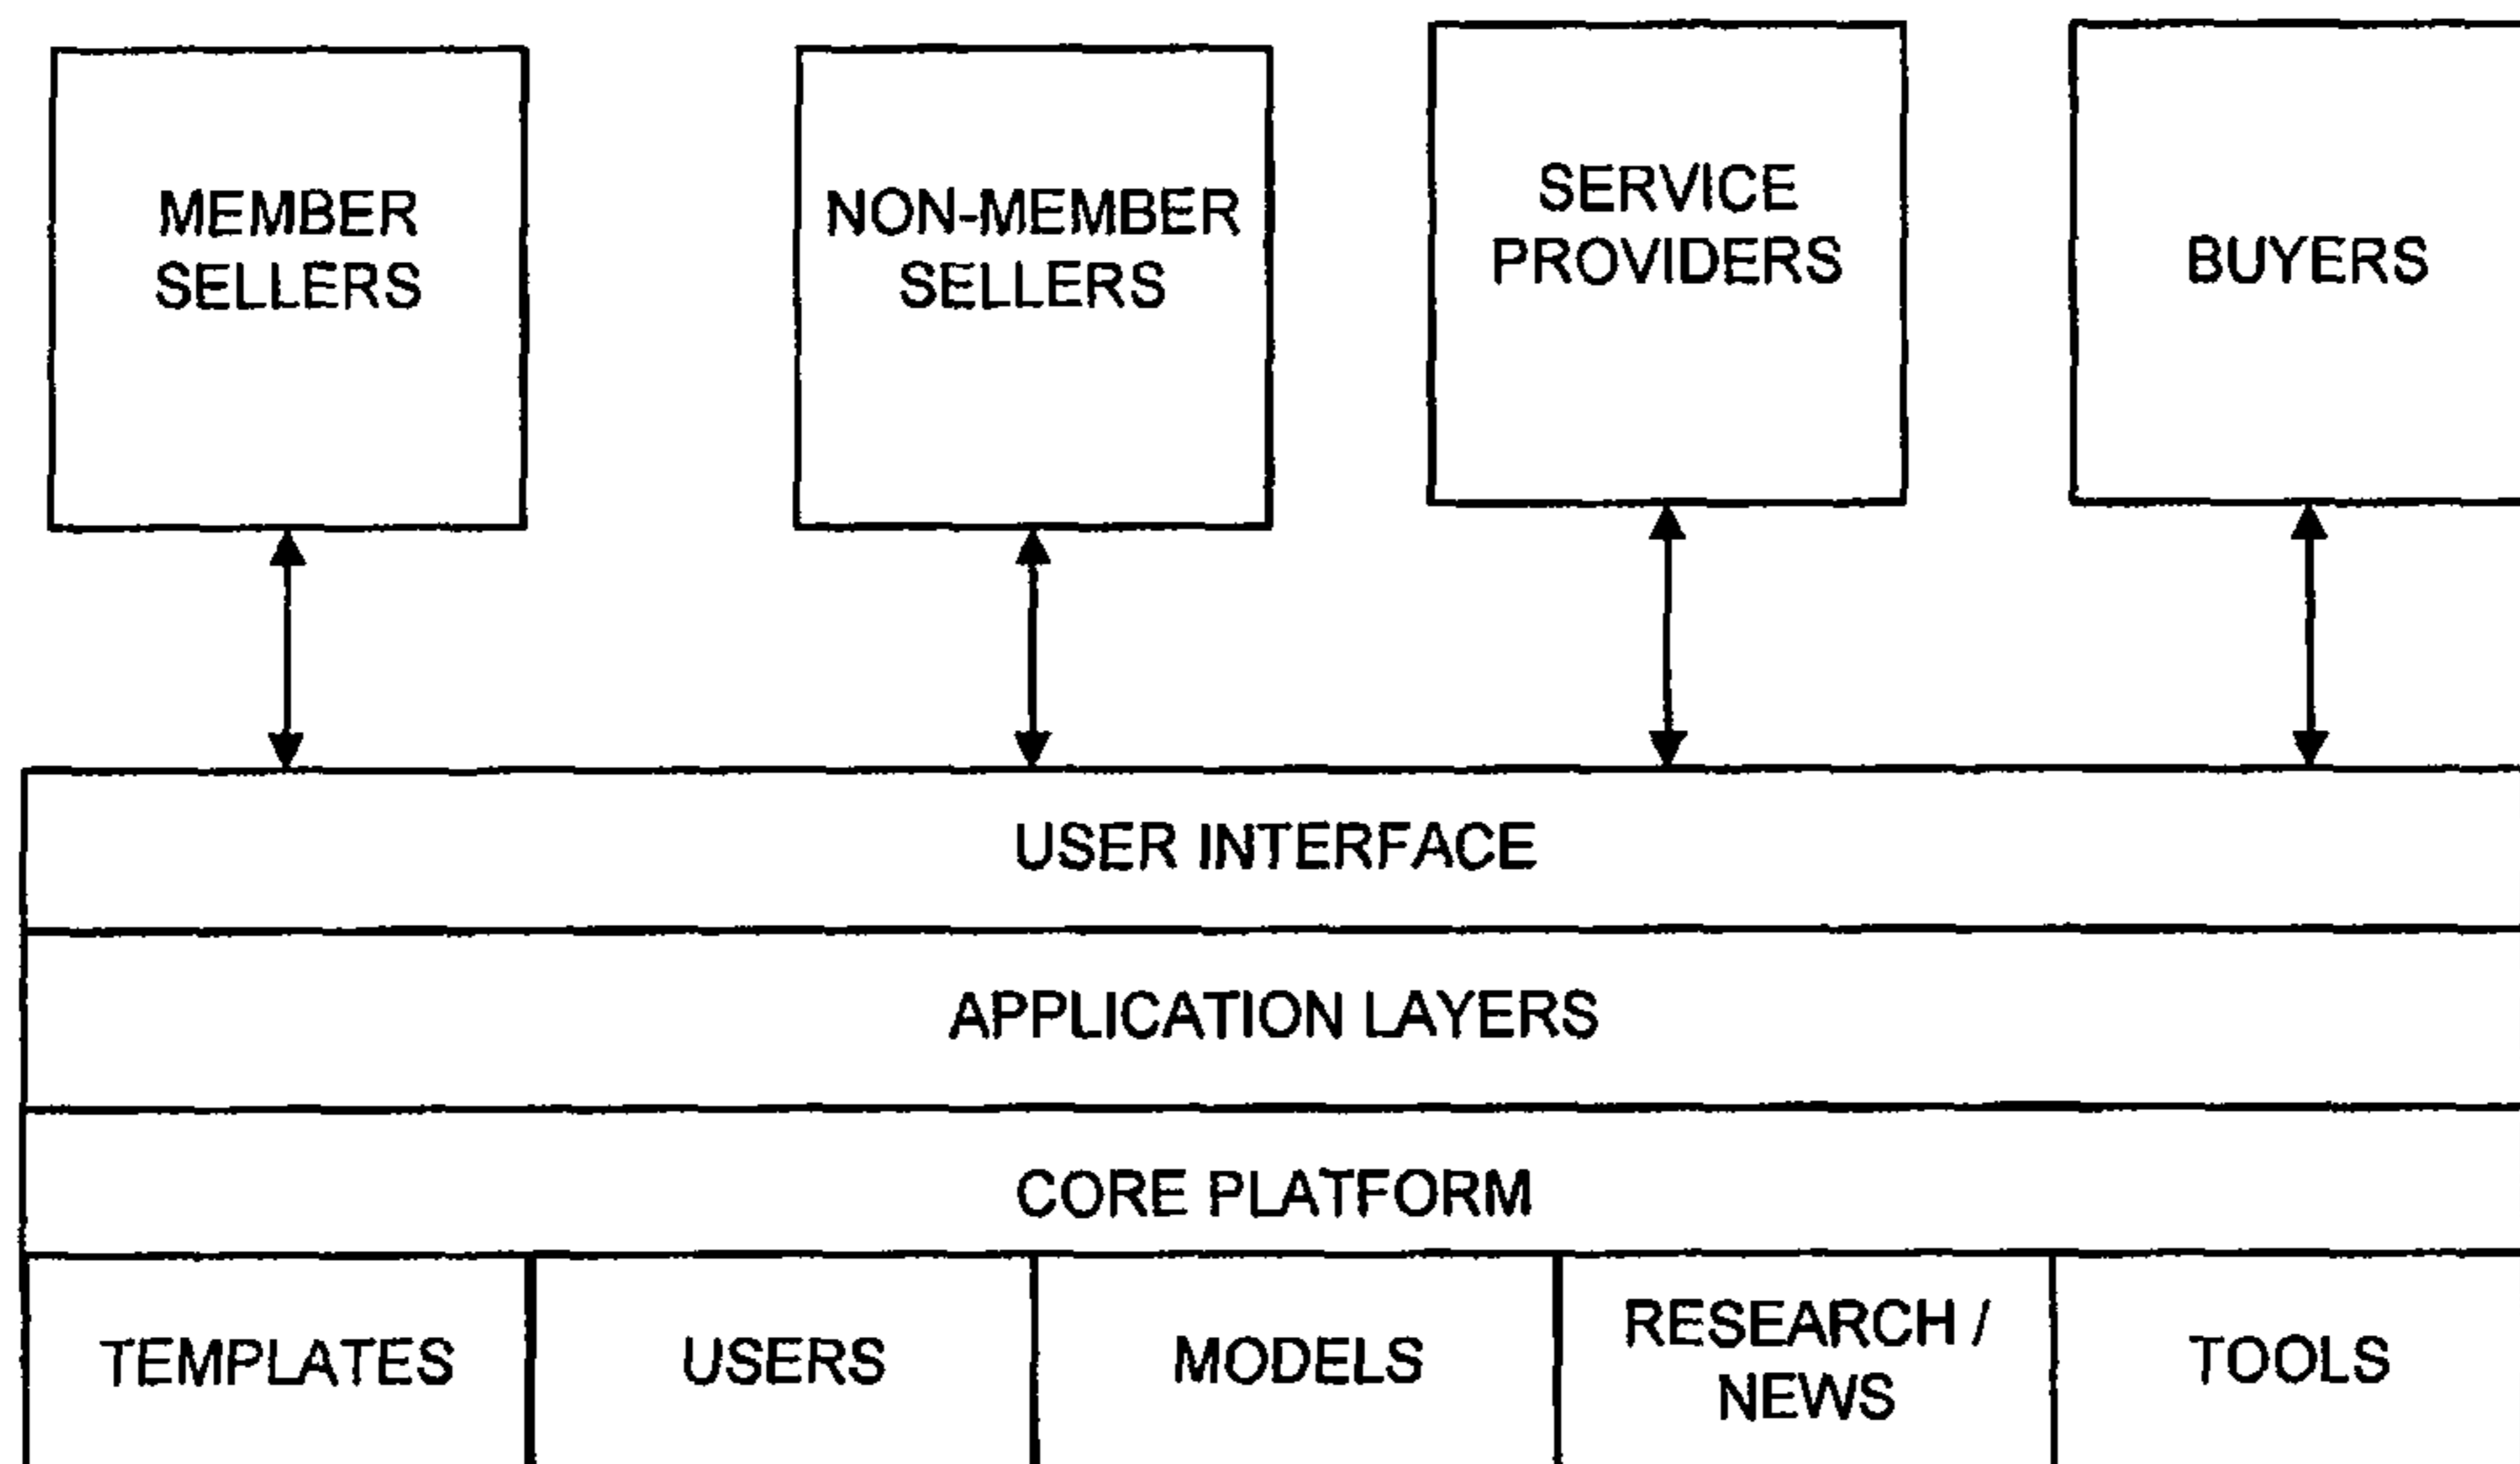 MEMBER
SELLERS
NON-MEMBER
SELLERS
SERVICE
PROVIDERS
BUYERS
USER INTERFACE
APPLICATION LAYERS
CORE PLATFORM
TEMPLATES
USERS
MODELS
RESEARCH /
NEWS
TOOLS